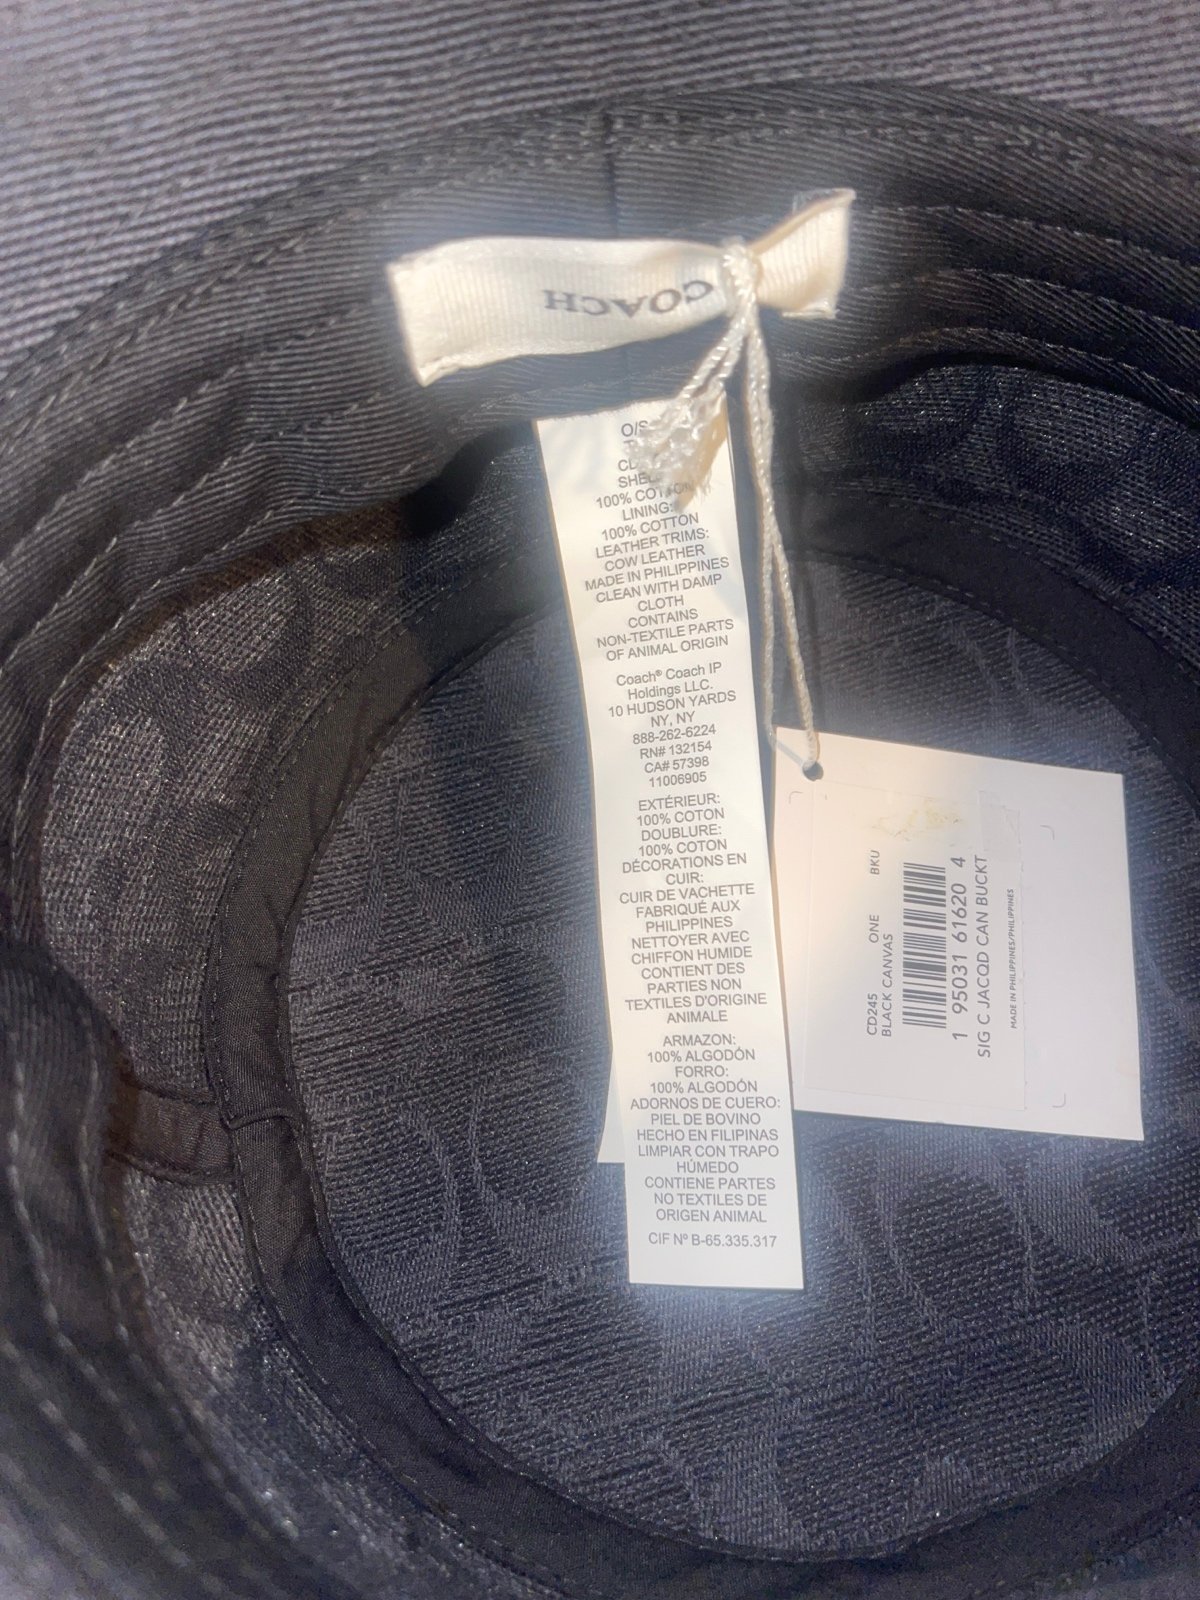 COACH
O/S
100% COTTON
LINING:
100% COTTON
LEATHER TRIMS:
COW LEATHER
MADE IN PHILIPPINES
CLEAN WITH DAMP
CLOTH
CONTAINS
NON-TEXTILE PARTS
OF ANIMAL ORIGIN
Coach® Coach IP
Holdings LLC.
10 HUDSON YARDS
NY, NY
888-262-6224
RN# 132154
CA# 57398
11006905
EXTÉRIEUR:
100% COTON
DOUBLURE:
100% COTON
DÉCORATIONS EN
CUIR:
CUIR DE VACHETTE
FABRIQUÉ AUX
PHILIPPINES
NETTOYER AVEC
CHIFFON HUMIDE
CONTIENT DES
PARTIES NON
TEXTILES D'ORIGINE
ANIMALE
ARMAZON:
100% ALGODÓN
FORRO:
100% ALGODÓN
ADORNOS DE CUERO:
PIEL DE BOVINO
HECHO EN FILIPINAS
LIMPIAR CON TRAPO
HÚMEDO
CONTIENE PARTES
NO TEXTILES DE
ORIGEN ANIMAL
CIF Nº B-65.335.317
CD245 ONE BKU
BLACK CANVAS
1 95031 61620 4
SIG C JACQD CAN BUCKT
MADE IN PHILIPPINES/PHILIPPINES